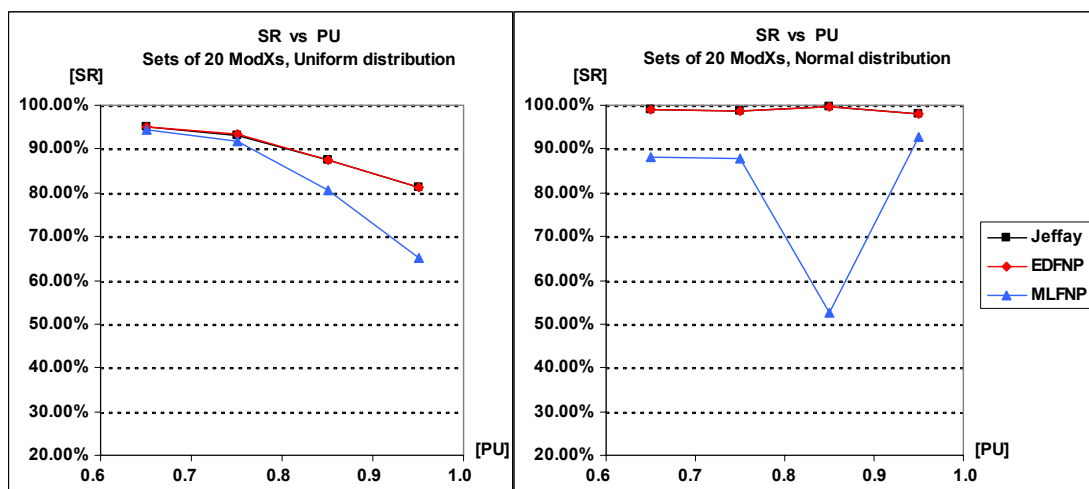 SR vs PU
Sets of 20 ModXs, Uniform distribution
[SR]
100.00%
90.00%
80.00%
70.00%
60.00%
50.00%
40.00%
30.00%
20.00%
0.6 0.7 0.8 0.9 1.0
[PU]
SR vs PU
Sets of 20 ModXs, Normal distribution
[SR]
100.00%
90.00%
80.00%
70.00%
60.00%
50.00%
40.00%
30.00%
20.00%
0.6 0.7 0.8 0.9 1.0
[PU]
Jeffay
EDFNP
MLFNP